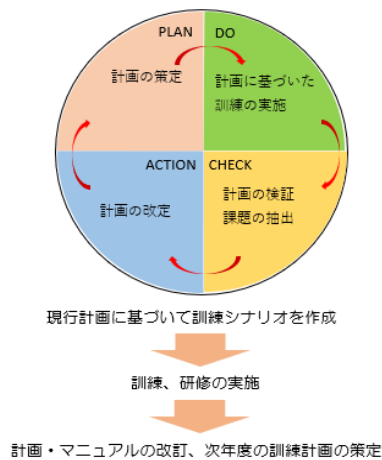 PLAN
計画の策定
DO
計画に基づいた
訓練の実施
ACTION
計画の改定
CHECK
計画の検証
課題の抽出
現行計画に基づいて訓練シナリオを作成
訓練、研修の実施
計画・マニュアルの改訂、次年度の訓練計画の策定